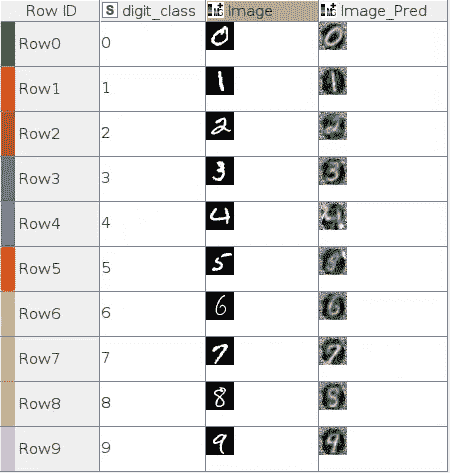 Row ID S digit_class Image Image_Pred
Row0 0 0 0
Row1 1 1 1
Row2 2 2 2
Row3 3 3 3
Row4 4 4 4
Row5 5 5
Row6 6 6 6
Row7 7 7 7
Row8 8 8 8
Row9 9 9 9